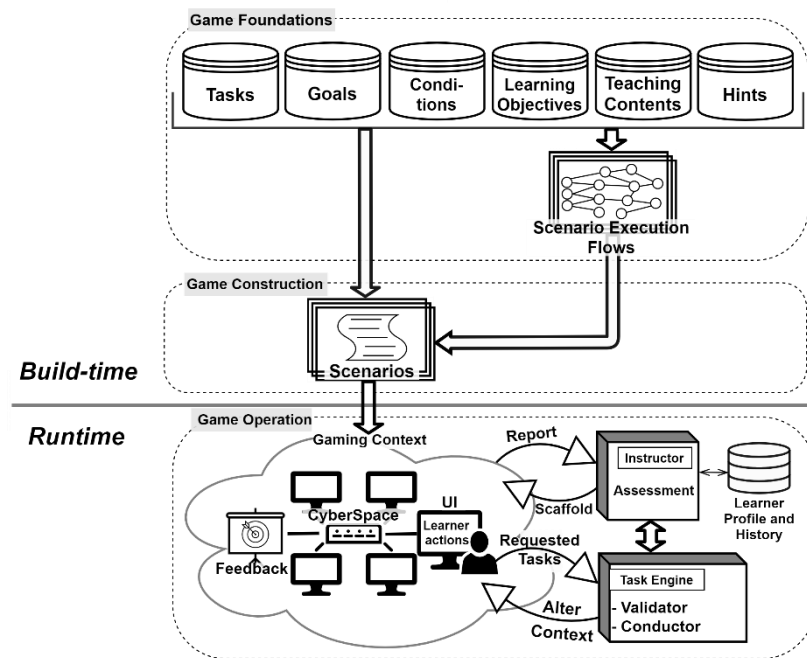 Game Foundations
Tasks
Goals
Condi-
tions
Learning
Objectives
Teaching
Contents
Hints
Scenario Execution
Flows
Game Construction
Scenarios
Build-time
Runtime
Game Operation
Gaming Context
CyberSpace
UI
Learner
actions
Feedback
Report
Scaffold
Instructor
Assessment
Learner
Profile and
History
Requested
Tasks
Alter
Context
Task Engine
- Validator
- Conductor